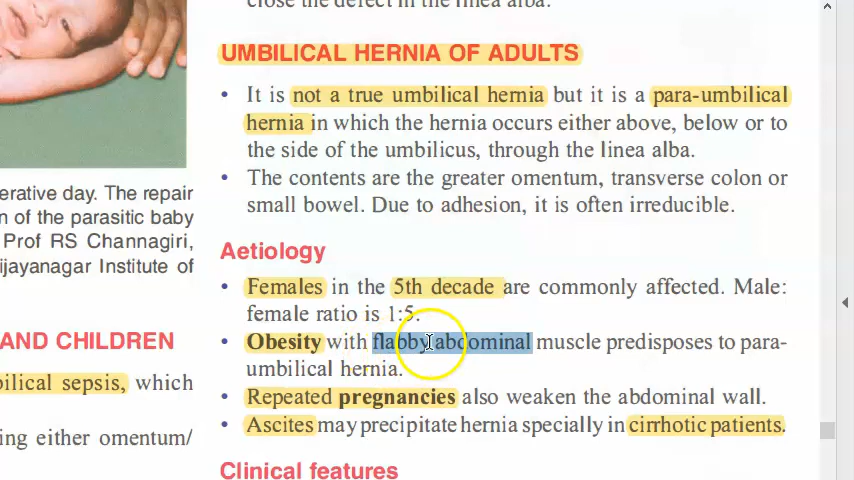 close the defect in the linea alba.
UMBILICAL HERNIA OF ADULTS
• It is not a true umbilical hernia but it is a para-umbilical
hernia in which the hernia occurs either above, below or to
the side of the umbilicus, through the linea alba.
• The contents are the greater omentum, transverse colon or
small bowel. Due to adhesion, it is often irreducible.
Aetiology
• Females in the 5th decade are commonly affected. Male:
female ratio is 1:5.
• Obesity with flabby abdominal muscle predisposes to para-
umbilical hernia.
• Repeated pregnancies also weaken the abdominal wall.
• Ascites may precipitate hernia specially in cirrhotic patients.
Clinical features
erative day. The repair
n of the parasitic baby
Prof RS Channagiri,
ijayanagar Institute of
AND CHILDREN
bilical sepsis, which
ing either omentum/